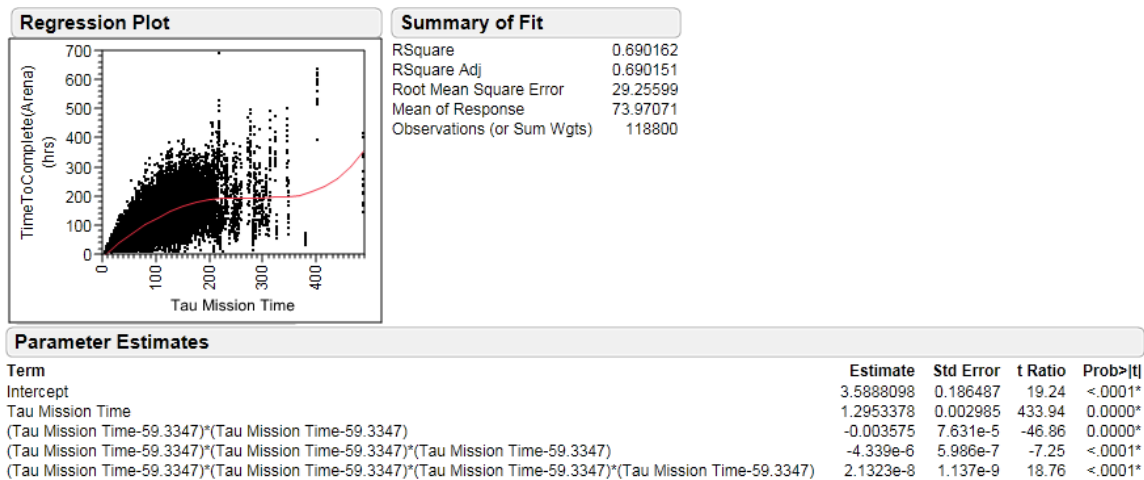 Regression Plot
700
600
500
400
300
200
100
0
TimeToComplete(Arena)
(hrs)
0
100
200
300
400
Tau Mission Time
Summary of Fit
RSquare 0.690162
RSquare Adj 0.690151
Root Mean Square Error 29.25599
Mean of Response 73.97071
Observations (or Sum Wgts) 118800
Parameter Estimates
Term Estimate Std Error t Ratio Prob>|t|
Intercept 3.5888098 0.186487 19.24 <.0001*
Tau Mission Time 1.2953378 0.002985 433.94 0.0000*
(Tau Mission Time-59.3347)*(Tau Mission Time-59.3347) -0.003575 7.631e-5 -46.86 0.0000*
(Tau Mission Time-59.3347)*(Tau Mission Time-59.3347)*(Tau Mission Time-59.3347) -4.339e-6 5.986e-7 -7.25 <.0001*
(Tau Mission Time-59.3347)*(Tau Mission Time-59.3347)*(Tau Mission Time-59.3347)*(Tau Mission Time-59.3347) 2.1323e-8 1.137e-9 18.76 <.0001*